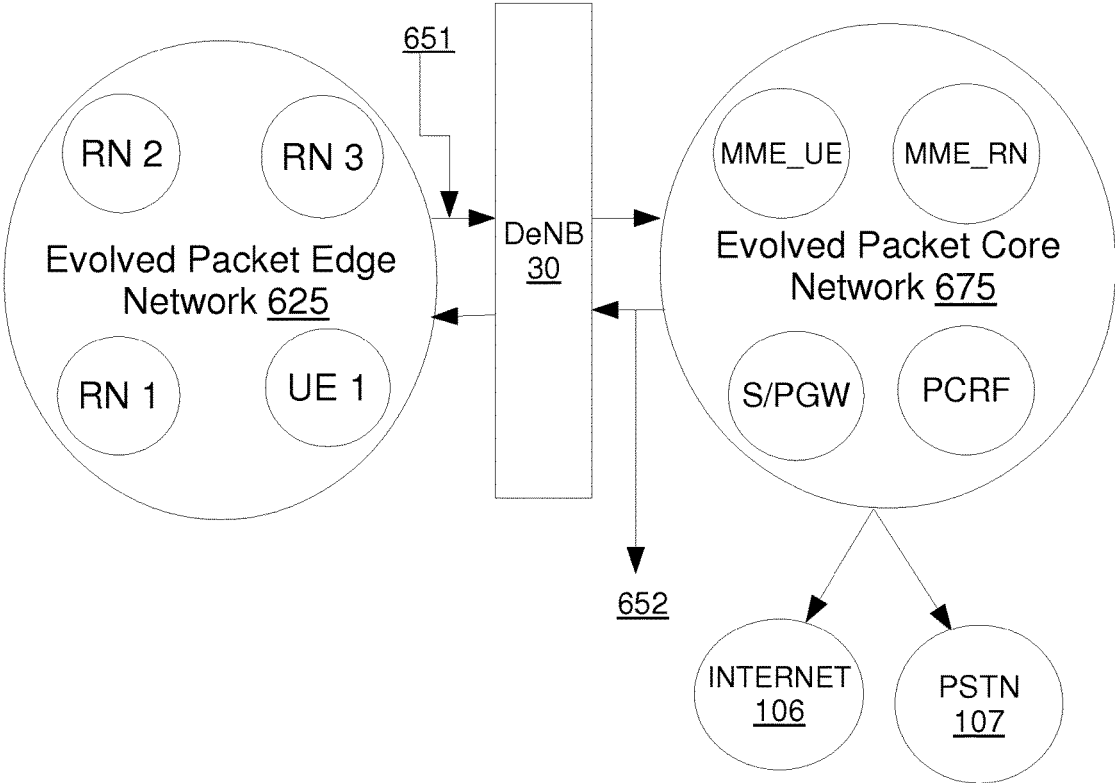 651
RN 2
RN 3
MME_UE
MME_RN
Evolved Packet Edge
Network 625
DeNB
30
Evolved Packet Core
Network 675
RN 1
UE 1
S/PGW
PCRF
652
INTERNET
106
PSTN
107